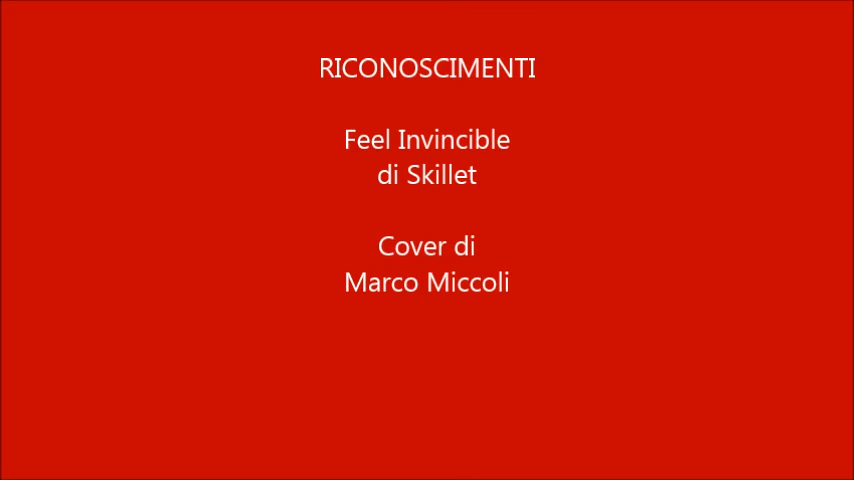 RICONOSCIMENTI
Feel Invincible
di Skillet
Cover di
Marco Miccoli